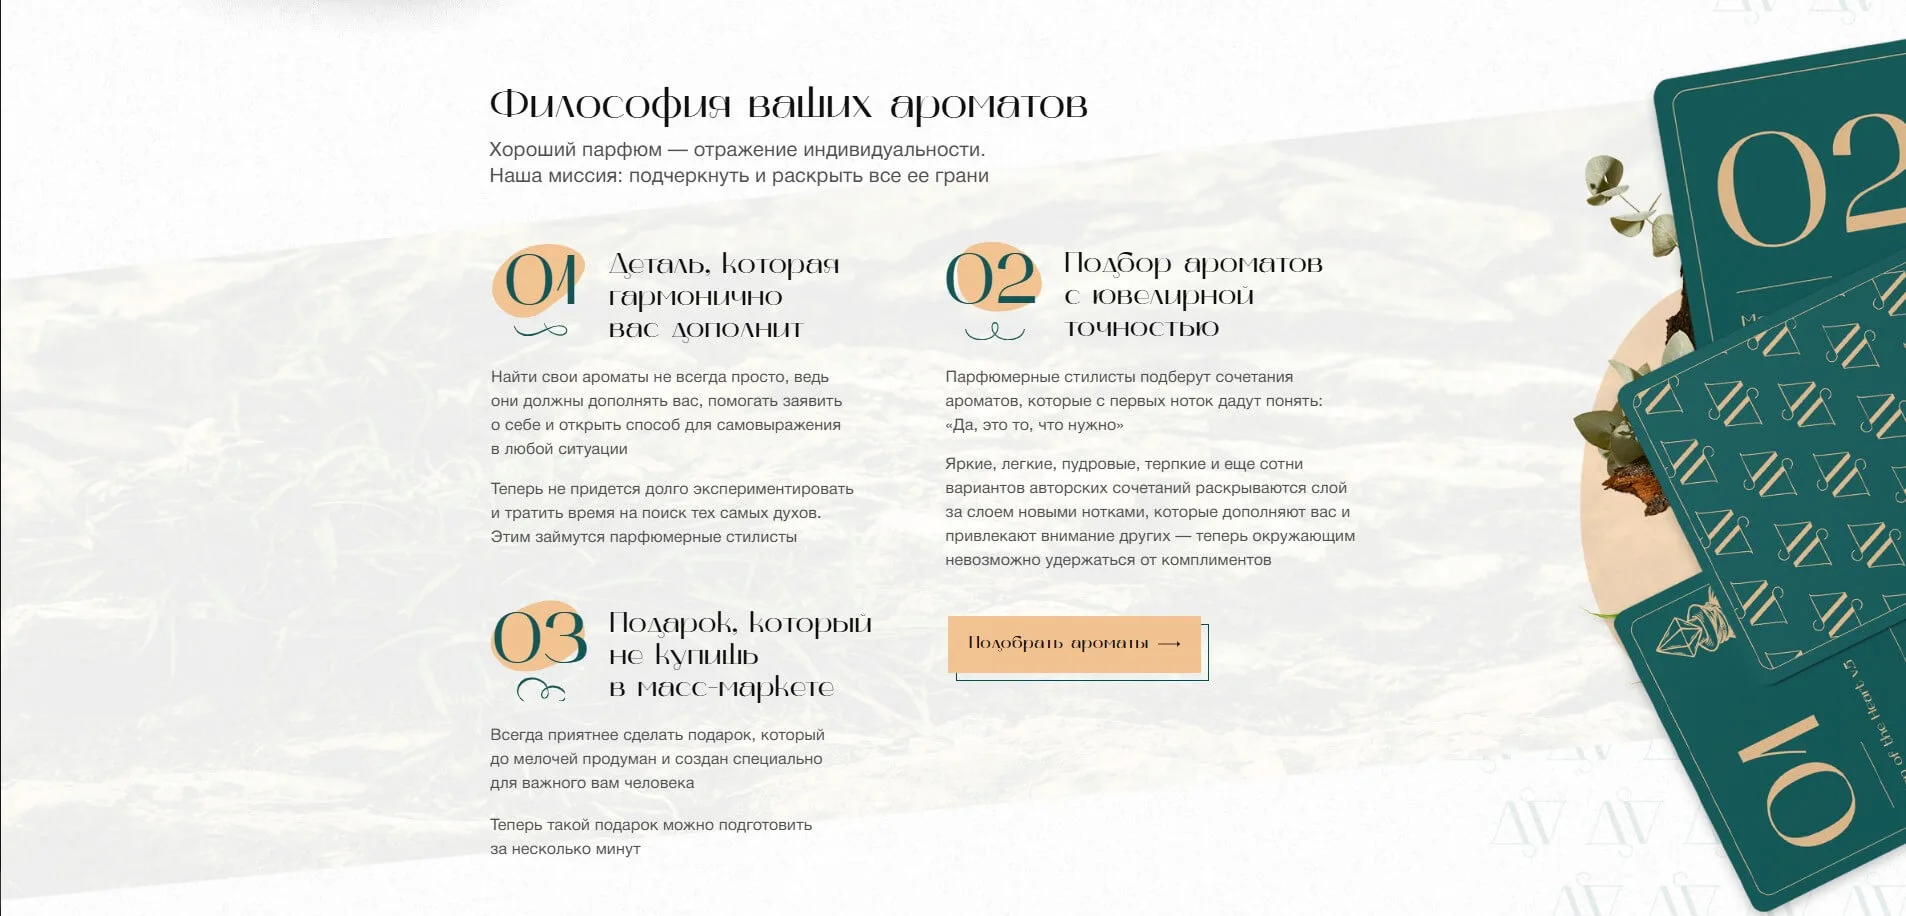 Философия ваших ароматов
Хороший парфюм — отражение индивидуальности.
Наша миссия: подчеркнуть и раскрыть все ее грани
01
Деталь, которая
гармонично
вас дополнит
Найти свои ароматы не всегда просто, ведь
они должны дополнять вас, помогать заявить
о себе и открыть способ для самовыражения
в любой ситуации
Теперь не придется долго экспериментировать
и тратить время на поиск тех самых духов.
Этим займутся парфюмерные стилисты
02
Подбор ароматов
с ювелирной
точностью
Парфюмерные стилисты подберут сочетания
ароматов, которые с первых ноток дадут понять:
«Да, это то, что нужно»
Яркие, легкие, пудровые, терпкие и еще сотни
вариантов авторских сочетаний раскрываются слой
за слоем новыми нотками, которые дополняют вас и
привлекают внимание других — теперь окружающим
невозможно удержаться от комплиментов
03
Подарок, который
не купишь
в масс-маркете
Всегда приятнее сделать подарок, который
до мелочей продуман и создан специально
для важного вам человека
Теперь такой подарок можно подготовить
за несколько минут
Подобрать ароматы →
02
01
of the Heart v.5